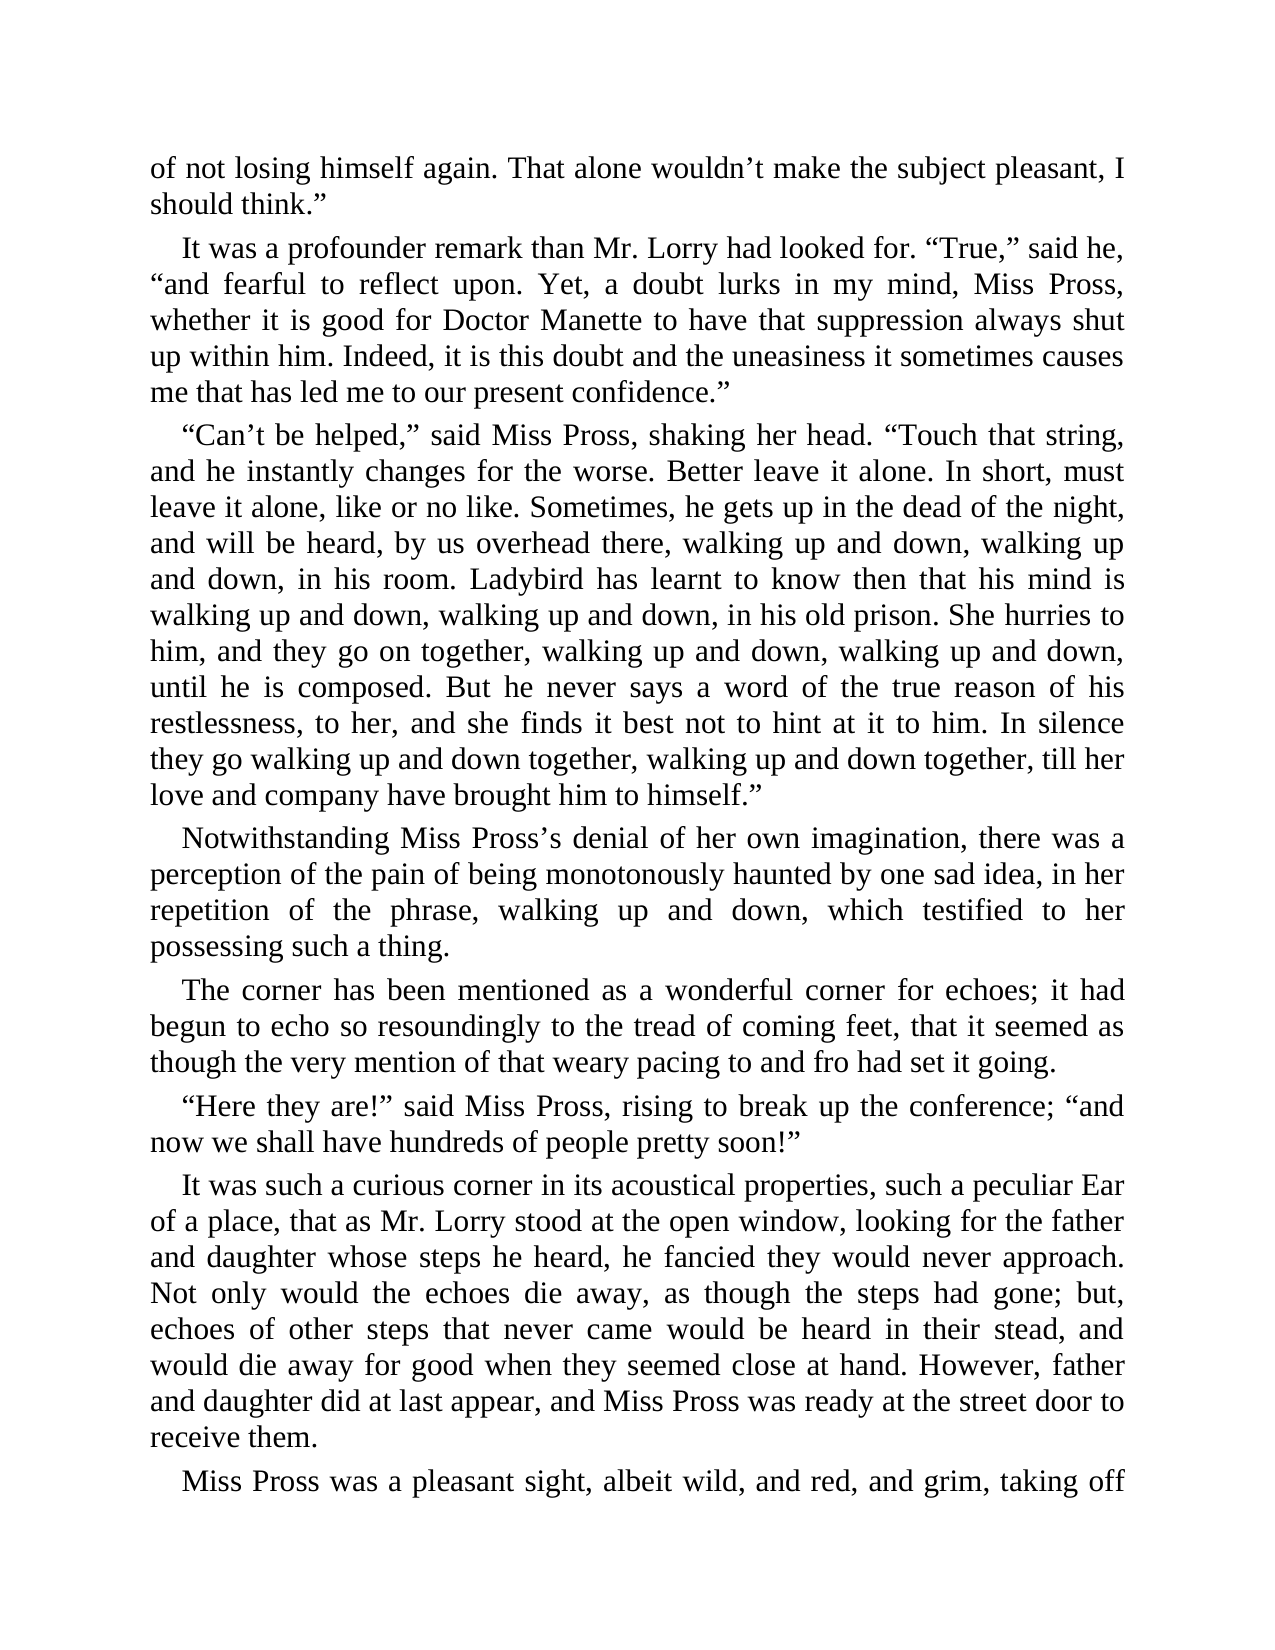 of not losing himself again. That alone wouldn’t make the subject pleasant, I
should think.”
It was a profounder remark than Mr. Lorry had looked for. “True,” said he,
“and fearful to reflect upon. Yet, a doubt lurks in my mind, Miss Pross,
whether it is good for Doctor Manette to have that suppression always shut
up within him. Indeed, it is this doubt and the uneasiness it sometimes causes
me that has led me to our present confidence.”
“Can’t be helped,” said Miss Pross, shaking her head. “Touch that string,
and he instantly changes for the worse. Better leave it alone. In short, must
leave it alone, like or no like. Sometimes, he gets up in the dead of the night,
and will be heard, by us overhead there, walking up and down, walking up
and down, in his room. Ladybird has learnt to know then that his mind is
walking up and down, walking up and down, in his old prison. She hurries to
him, and they go on together, walking up and down, walking up and down,
until he is composed. But he never says a word of the true reason of his
restlessness, to her, and she finds it best not to hint at it to him. In silence
they go walking up and down together, walking up and down together, till her
love and company have brought him to himself.”
Notwithstanding Miss Pross’s denial of her own imagination, there was a
perception of the pain of being monotonously haunted by one sad idea, in her
repetition of the phrase, walking up and down, which testified to her
possessing such a thing.
The corner has been mentioned as a wonderful corner for echoes; it had
begun to echo so resoundingly to the tread of coming feet, that it seemed as
though the very mention of that weary pacing to and fro had set it going.
“Here they are!” said Miss Pross, rising to break up the conference; “and
now we shall have hundreds of people pretty soon!”
It was such a curious corner in its acoustical properties, such a peculiar Ear
of a place, that as Mr. Lorry stood at the open window, looking for the father
and daughter whose steps he heard, he fancied they would never approach.
Not only would the echoes die away, as though the steps had gone; but,
echoes of other steps that never came would be heard in their stead, and
would die away for good when they seemed close at hand. However, father
and daughter did at last appear, and Miss Pross was ready at the street door to
receive them.
Miss Pross was a pleasant sight, albeit wild, and red, and grim, taking off